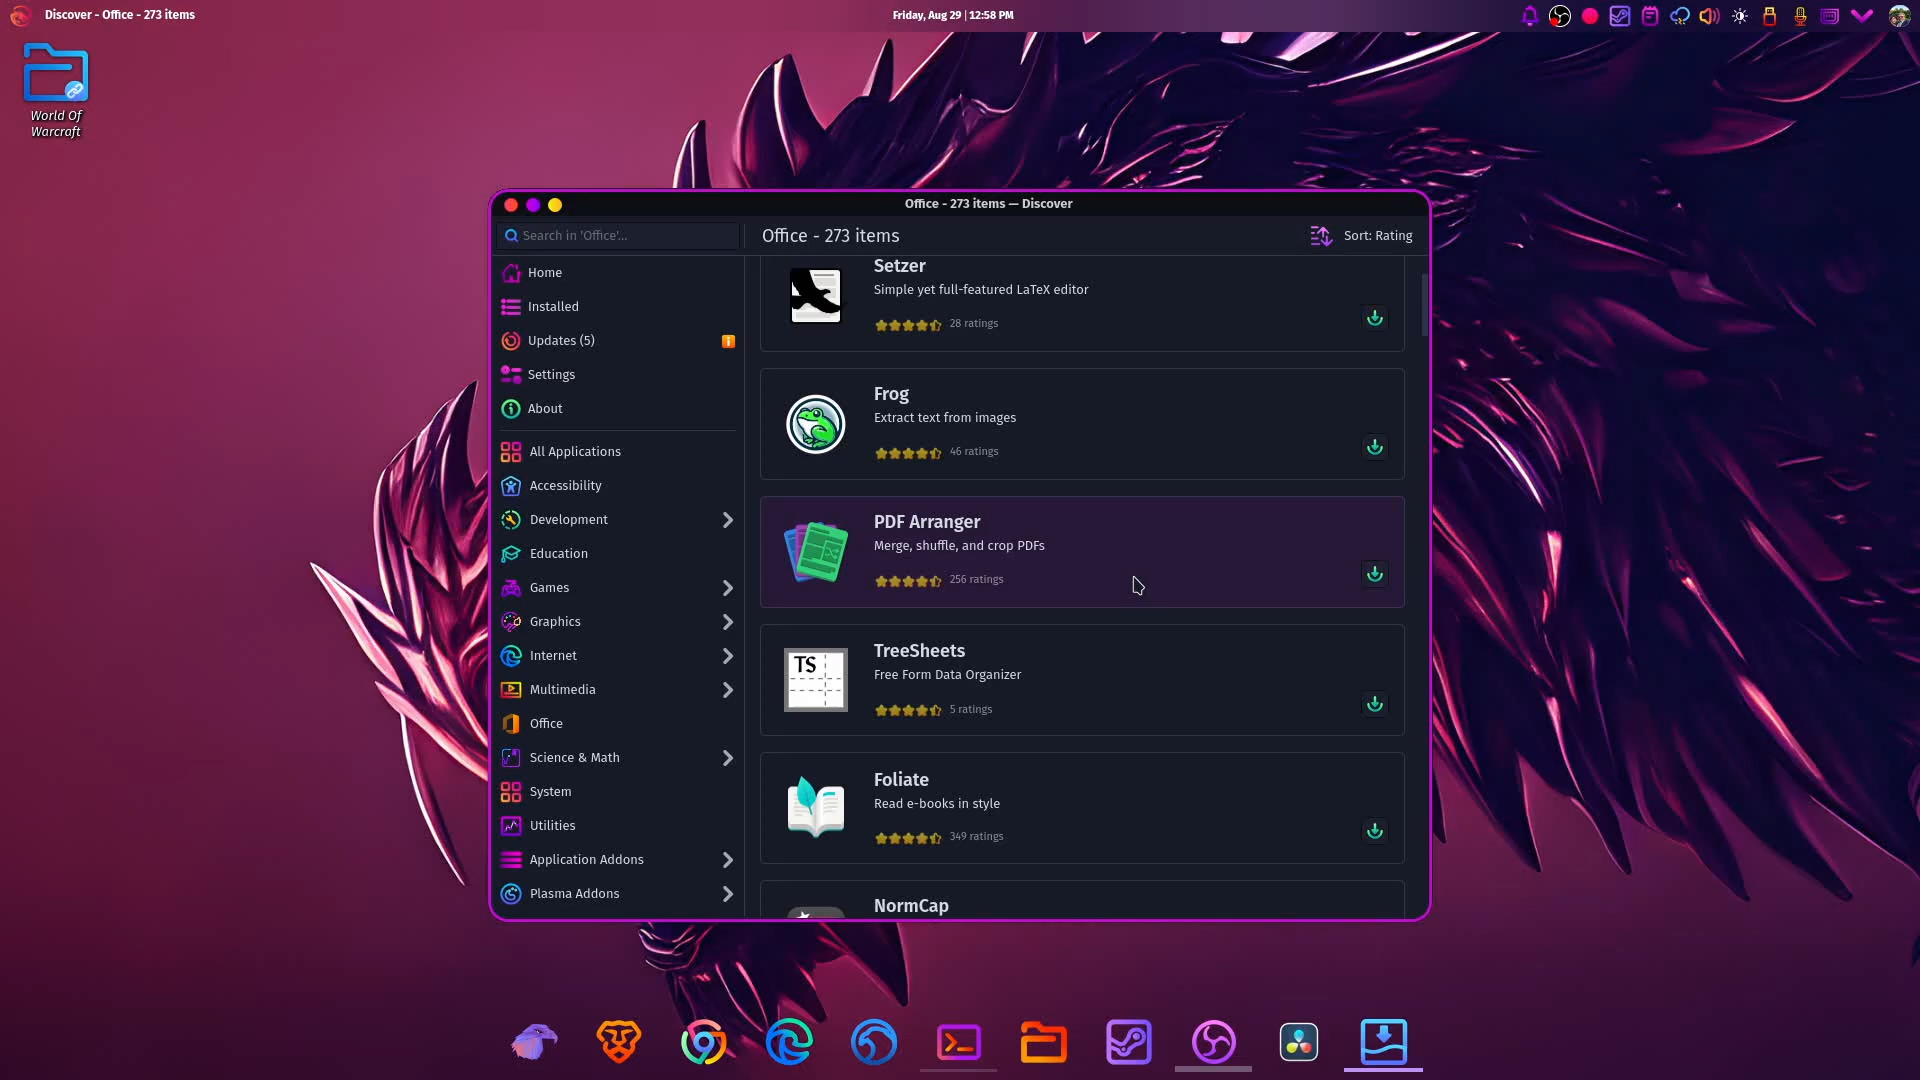 Discover - Office - 273 items
Friday, Aug 29 | 12:58 PM
World Of
Warcraft
Office - 273 items — Discover
Search in 'Office'...
Office - 273 items
Sort: Rating
Home
Installed
Updates (5)
Settings
About
All Applications
Accessibility
Development
Education
Games
Graphics
Internet
Multimedia
Office
Science & Math
System
Utilities
Application Addons
Plasma Addons
Setzer
Simple yet full-featured LaTeX editor
28 ratings
Frog
Extract text from images
46 ratings
PDF Arranger
Merge, shuffle, and crop PDFs
256 ratings
TS
TreeSheets
Free Form Data Organizer
5 ratings
Foliate
Read e-books in style
349 ratings
NormCap